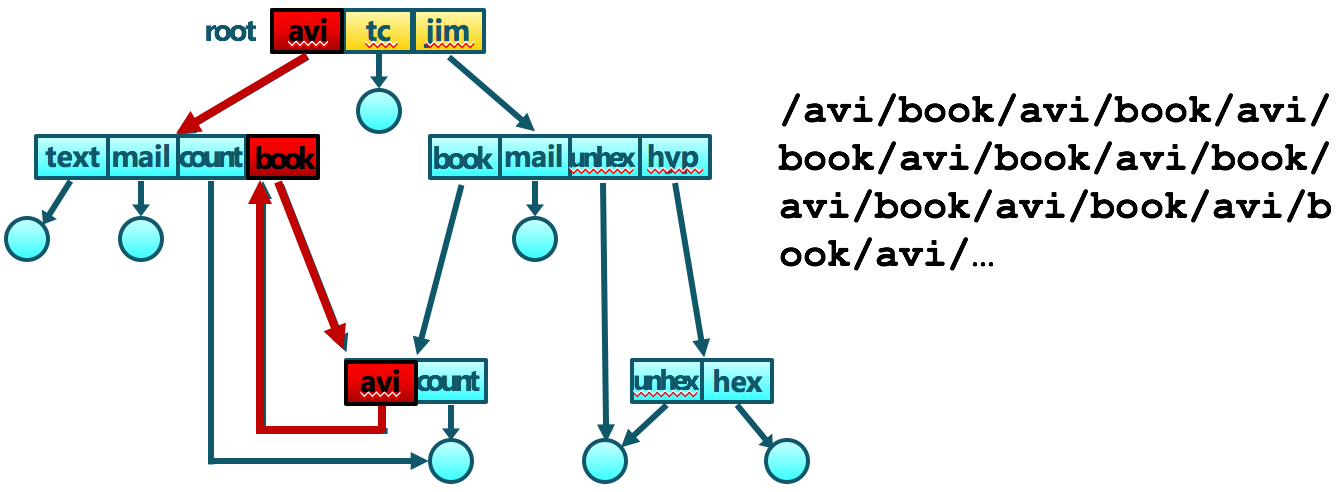 root avi tc jim
text mail count book
book mail unhex hyp
avi count
unhex hex
/avi/book/avi/book/avi/
book/avi/book/avi/book/
avi/book/avi/book/avi/b
ook/avi/…